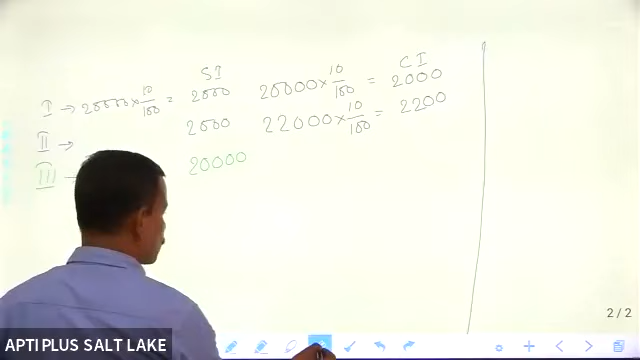 SI CI
I → 20000 × 10/100 = 2000 20000 × 10/100 = 2000
II → 2000 22000 × 10/100 = 2200
III → 20000
2 / 2
APTI PLUS SALT LAKE